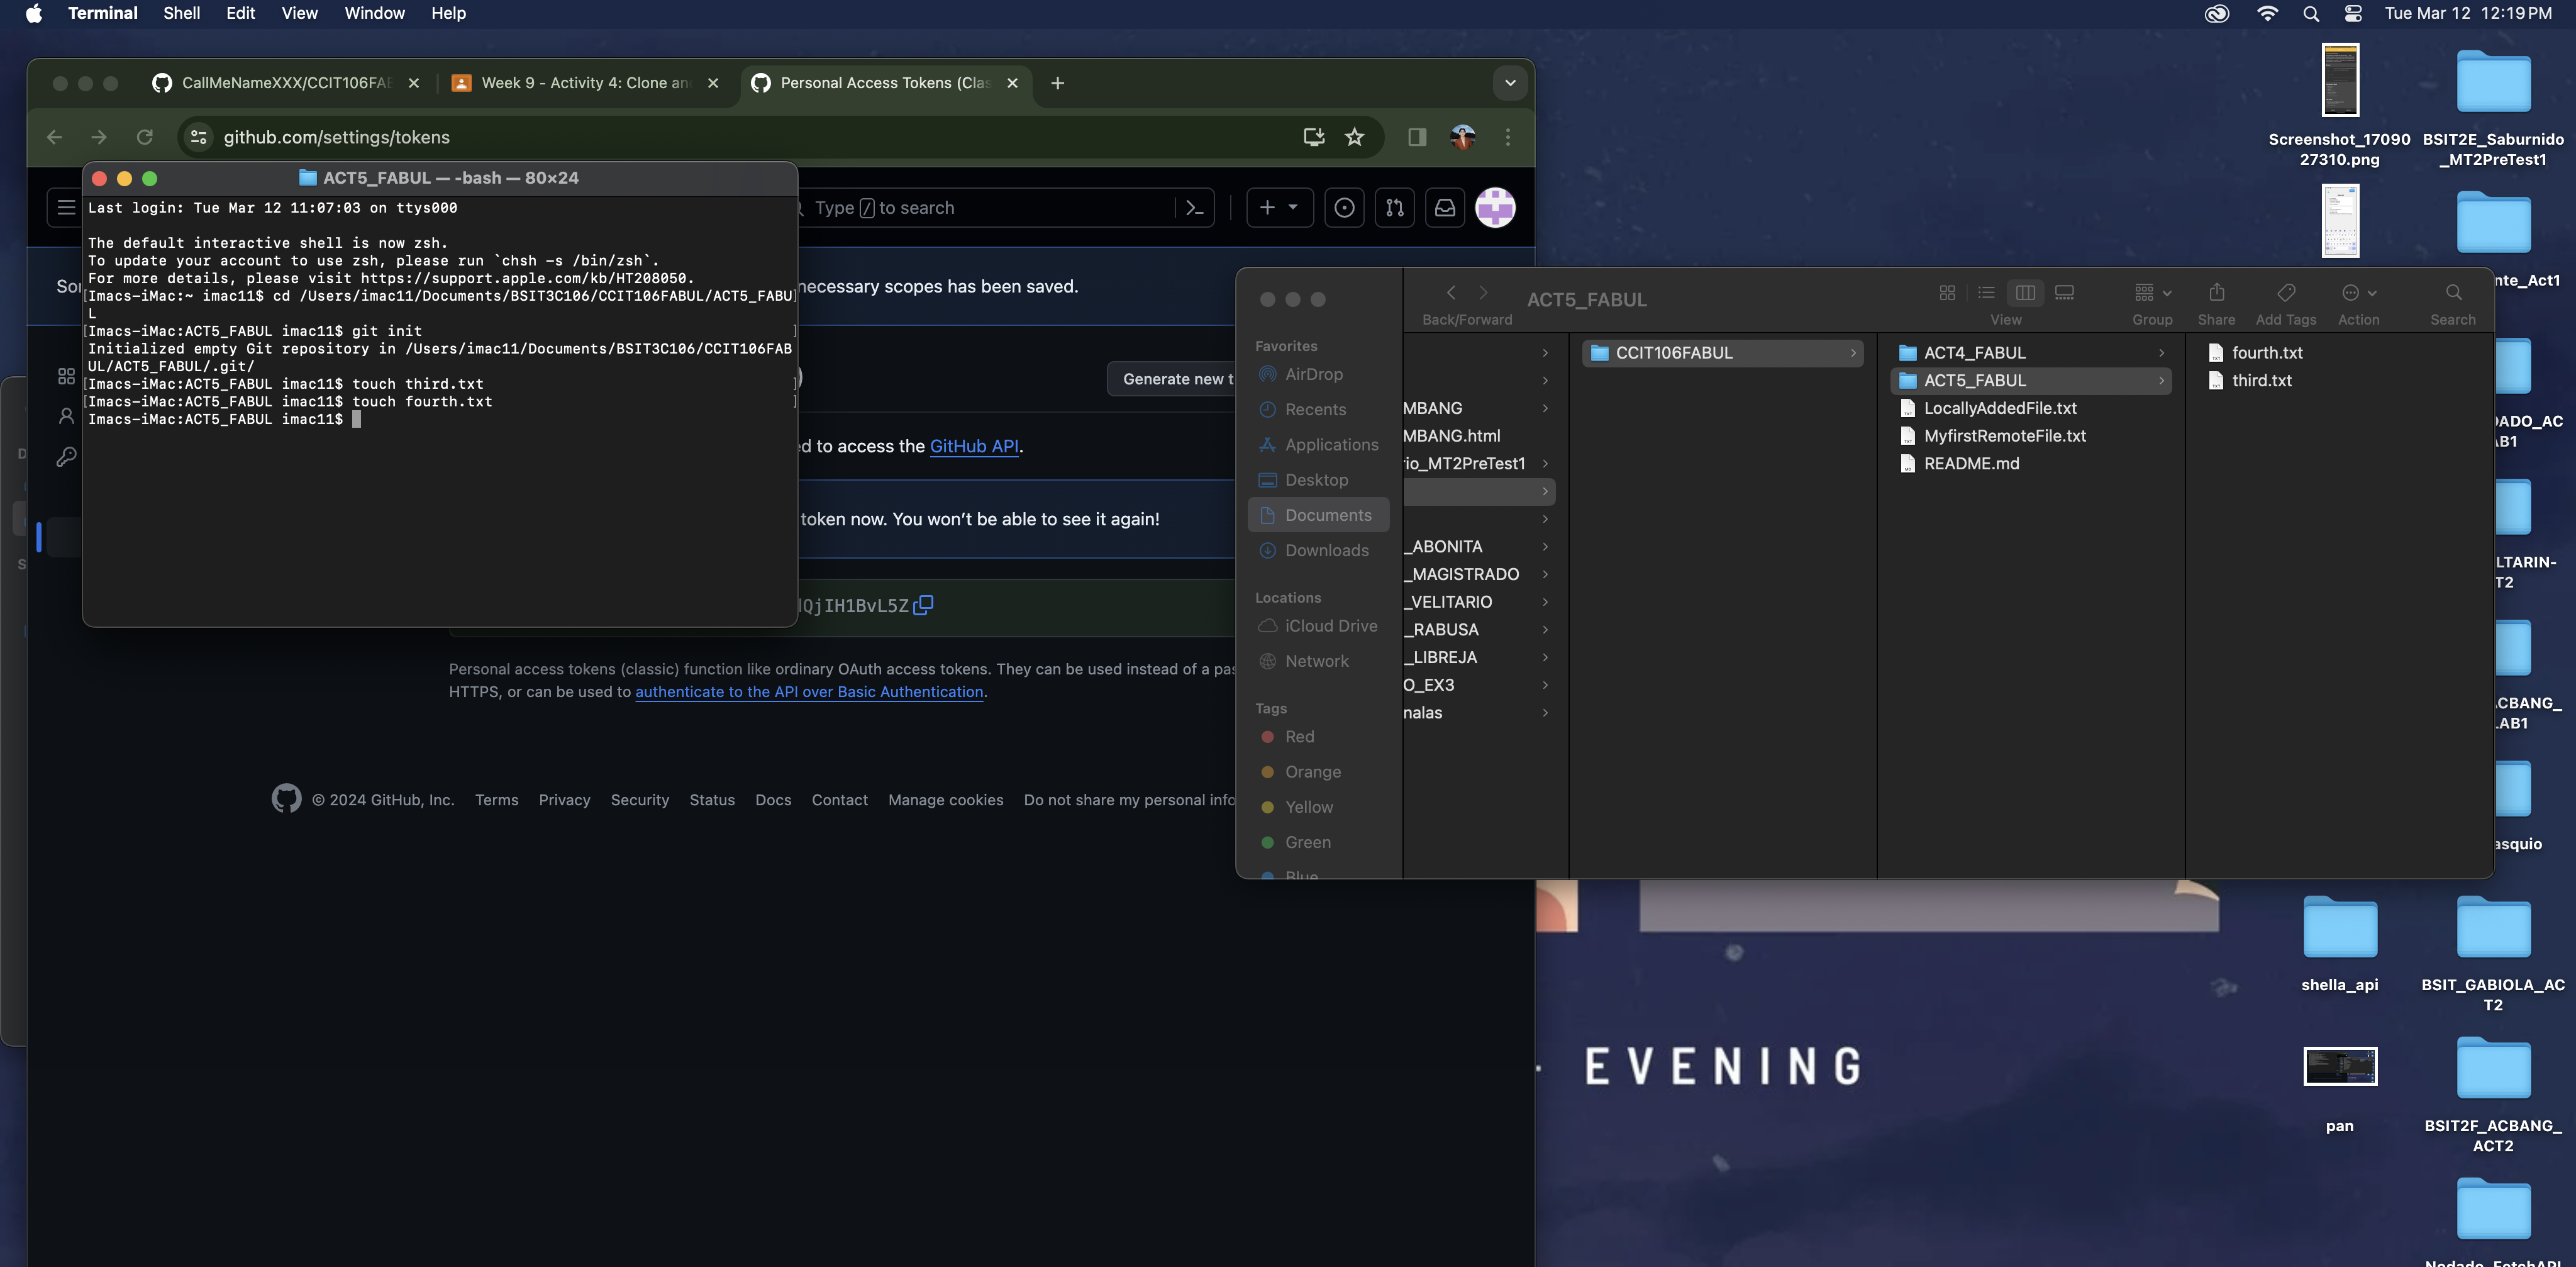 Terminal Shell Edit View Window Help
Tue Mar 12 12:19 PM
CallMeNameXXX/CCIT106FAB
Week 9 - Activity 4: Clone an
Personal Access Tokens (Clas
github.com/settings/tokens
ACT5_FABUL — -bash — 80×24
Last login: Tue Mar 12 11:07:03 on ttys000
The default interactive shell is now zsh.
To update your account to use zsh, please run `chsh -s /bin/zsh`.
For more details, please visit https://support.apple.com/kb/HT208050.
[Imacs-iMac:~ imac11$ cd /Users/imac11/Documents/BSIT3C106/CCIT106FABUL/ACT5_FABU]
L
[Imacs-iMac:ACT5_FABUL imac11$ git init ]
Initialized empty Git repository in /Users/imac11/Documents/BSIT3C106/CCIT106FAB
UL/ACT5_FABUL/.git/
[Imacs-iMac:ACT5_FABUL imac11$ touch third.txt ]
[Imacs-iMac:ACT5_FABUL imac11$ touch fourth.txt ]
Imacs-iMac:ACT5_FABUL imac11$
Type / to search
necessary scopes has been saved.
Generate new t
to access the GitHub API.
token now. You won't be able to see it again!
QjIH1BvL5Z
Personal access tokens (classic) function like ordinary OAuth access tokens. They can be used instead of a pas
HTTPS, or can be used to authenticate to the API over Basic Authentication.
© 2024 GitHub, Inc. Terms Privacy Security Status Docs Contact Manage cookies Do not share my personal info
ACT5_FABUL
Back/Forward
View
Group
Share
Add Tags
Action
Search
Favorites
AirDrop
Recents
Applications
Desktop
Documents
Downloads
Locations
iCloud Drive
Network
Tags
Red
Orange
Yellow
Green
Blue
MBANG
MBANG.html
rio_MT2PreTest1
_ABONITA
_MAGISTRADO
_VELITARIO
_RABUSA
_LIBREJA
O_EX3
nalas
CCIT106FABUL
ACT4_FABUL
ACT5_FABUL
LocallyAddedFile.txt
MyfirstRemoteFile.txt
README.md
fourth.txt
third.txt
Screenshot_17090
27310.png
BSIT2E_Saburnido
_MT2PreTest1
nte_Act1
DADO_AC
LTARIN-
T2
CBANG_
asquio
shella_api
BSIT_GABIOLA_AC
T2
pan
BSIT2F_ACBANG_
ACT2
Nodado_FetchAPI
EVENING